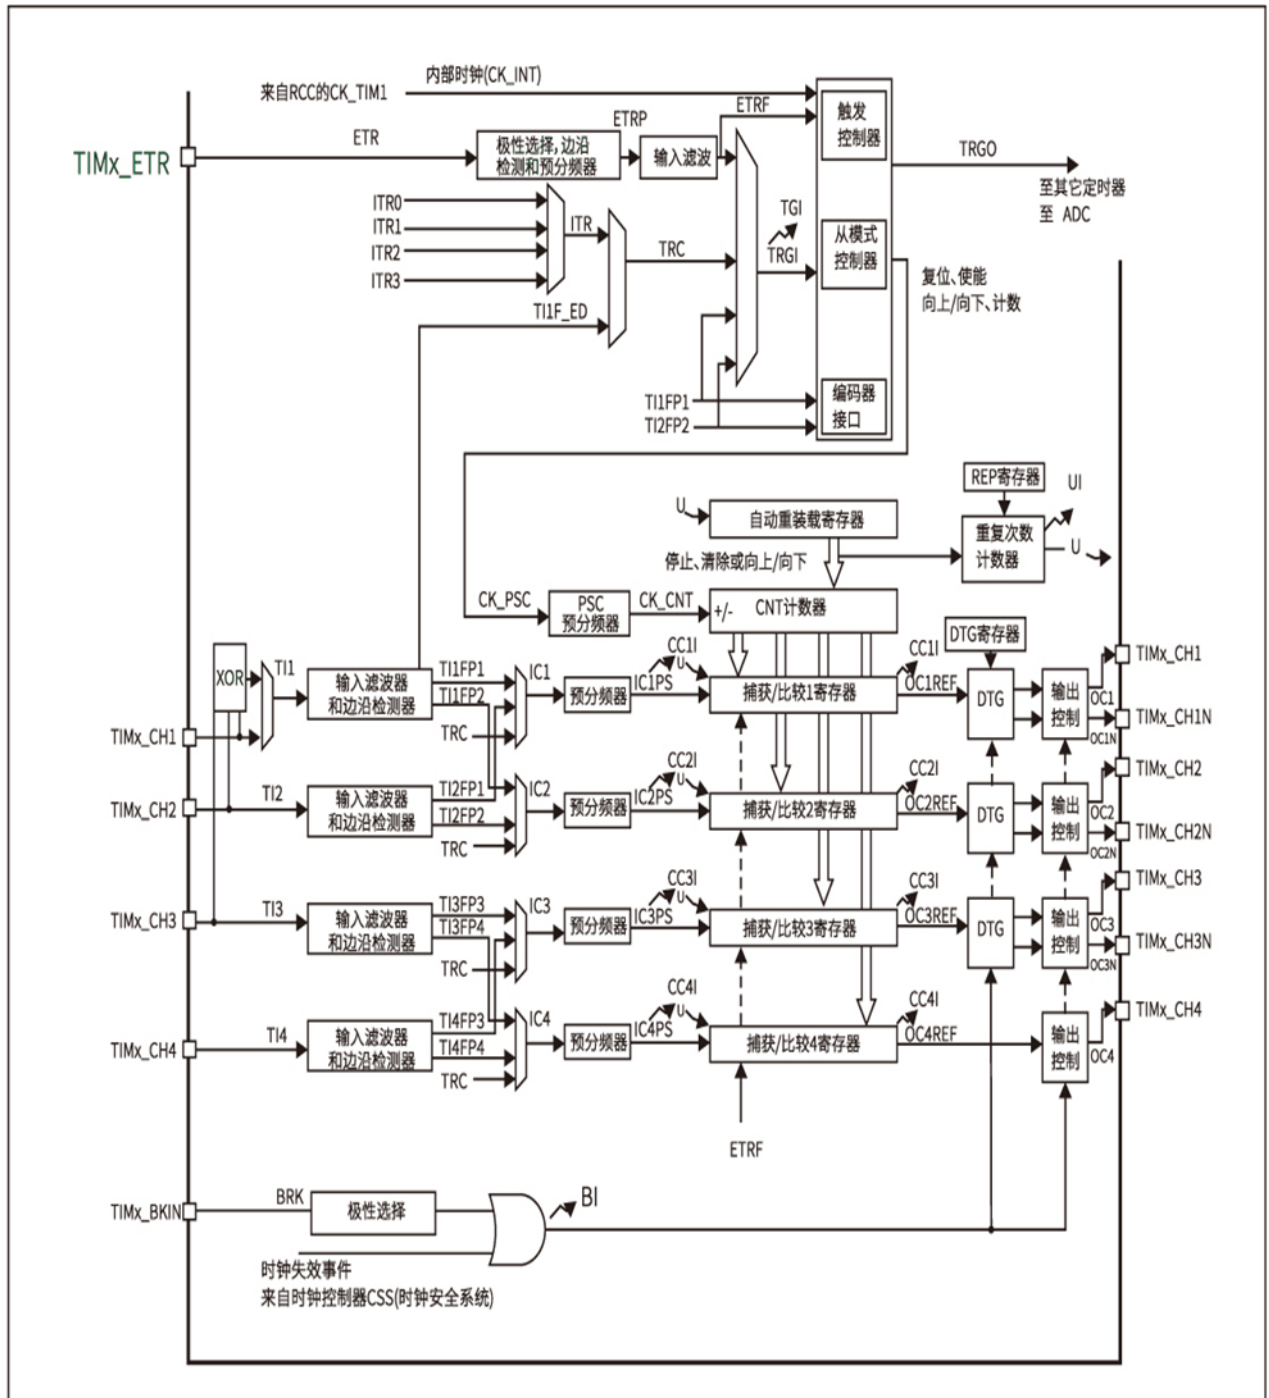 内部时钟(CK_INT)
来自RCC的CK_TIM1
ETRF
触发
控制器
ETRP
ETR
TIMx_ETR
极性选择,边沿
检测和预分频器
输入滤波
TRGO
至其它定时器
至 ADC
ITR0
ITR1
ITR2
ITR3
ITR
TRC
TGI
TRGI
从模式
控制器
复位、使能
向上/向下、计数
TI1F_ED
TI1FP1
TI2FP2
编码器
接口
REP寄存器
UI
U
自动重装载寄存器
重复次数
计数器
U
停止、清除或向上/向下
CK_PSC
PSC
预分频器
CK_CNT
+/-
CNT计数器
DTG寄存器
XOR
TI1
输入滤波器
和边沿检测器
TI1FP1
TI1FP2
TRC
IC1
预分频器
CC1I
U
IC1PS
捕获/比较1寄存器
CC1I
OC1REF
DTG
输出
控制
OC1
OC1N
TIMx_CH1
TIMx_CH1N
TIMx_CH1
TIMx_CH2
TI2
输入滤波器
和边沿检测器
TI2FP1
TI2FP2
TRC
IC2
预分频器
CC2I
U
IC2PS
捕获/比较2寄存器
CC2I
OC2REF
DTG
输出
控制
OC2
OC2N
TIMx_CH2
TIMx_CH2N
TIMx_CH3
TI3
输入滤波器
和边沿检测器
TI3FP3
TI3FP4
TRC
IC3
预分频器
CC3I
U
IC3PS
捕获/比较3寄存器
CC3I
OC3REF
DTG
输出
控制
OC3
OC3N
TIMx_CH3
TIMx_CH3N
TIMx_CH4
TI4
输入滤波器
和边沿检测器
TI4FP3
TI4FP4
TRC
IC4
预分频器
CC4I
U
IC4PS
捕获/比较4寄存器
CC4I
OC4REF
输出
控制
OC4
TIMx_CH4
ETRF
TIMx_BKIN
BRK
极性选择
BI
时钟失效事件
来自时钟控制器CSS(时钟安全系统)